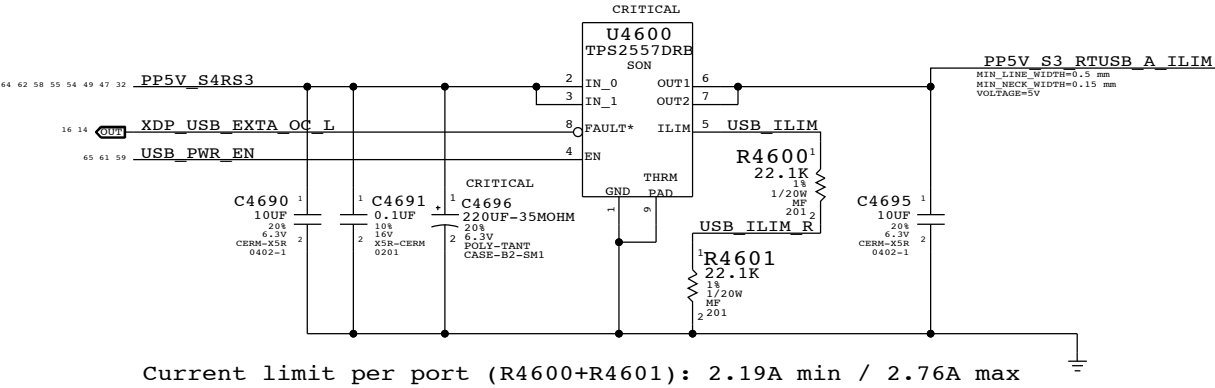 CRITICAL
U4600
TPS2557DRB
SON
64 62 58 55 54 49 47 32 PP5V_S4RS3
2 IN_0
3 IN_1
OUT1 6
OUT2 7
PP5V_S3_RTUSB_A_ILIM
MIN_LINE_WIDTH=0.5 mm
MIN_NECK_WIDTH=0.15 mm
VOLTAGE=5V
16 14 OUT XDP_USB_EXTA_OC_L
8 FAULT*
ILIM 5 USB_ILIM
65 61 59 USB_PWR_EN
4 EN
GND
1
THRM
PAD
9
R4600 1
22.1K
1%
1/20W
MF
201
2
USB_ILIM_R
1 R4601
22.1K
1%
1/20W
MF
201
2
C4690 1
10UF
20%
6.3V 2
CERM-X5R
0402-1
1 C4691
0.1UF
10%
16V
2 X5R-CERM
0201
CRITICAL
+ 1 C4696
220UF-35MOHM
20%
2 6.3V
POLY-TANT
CASE-B2-SM1
C4695 1
10UF
20%
6.3V 2
CERM-X5R
0402-1
Current limit per port (R4600+R4601): 2.19A min / 2.76A max